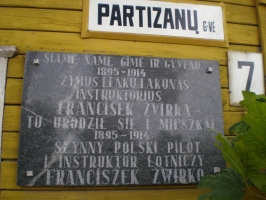 PARTIZANŲ G-VĖ
7
ŠIAME NAME GIMĖ IR GYVENO
1895-1914
ŽYMUS LENKŲ LAKŪNAS
INSTRUKTORIUS
FRANCIŠEK ŽVIRKA
TU URODZIŁ SIĘ I MIESZKAŁ
1895-1914
SŁYNNY POLSKI PILOT
I INSTRUKTOR LOTNICZY
FRANCISZEK ŻWIRKO